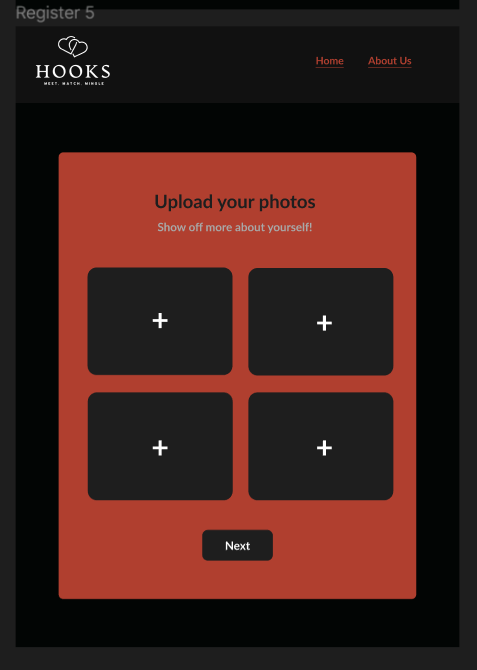 Register 5
HOOKS
MEET. MATCH. MINGLE
Home
About Us
Upload your photos
Show off more about yourself!
+
+
+
+
Next